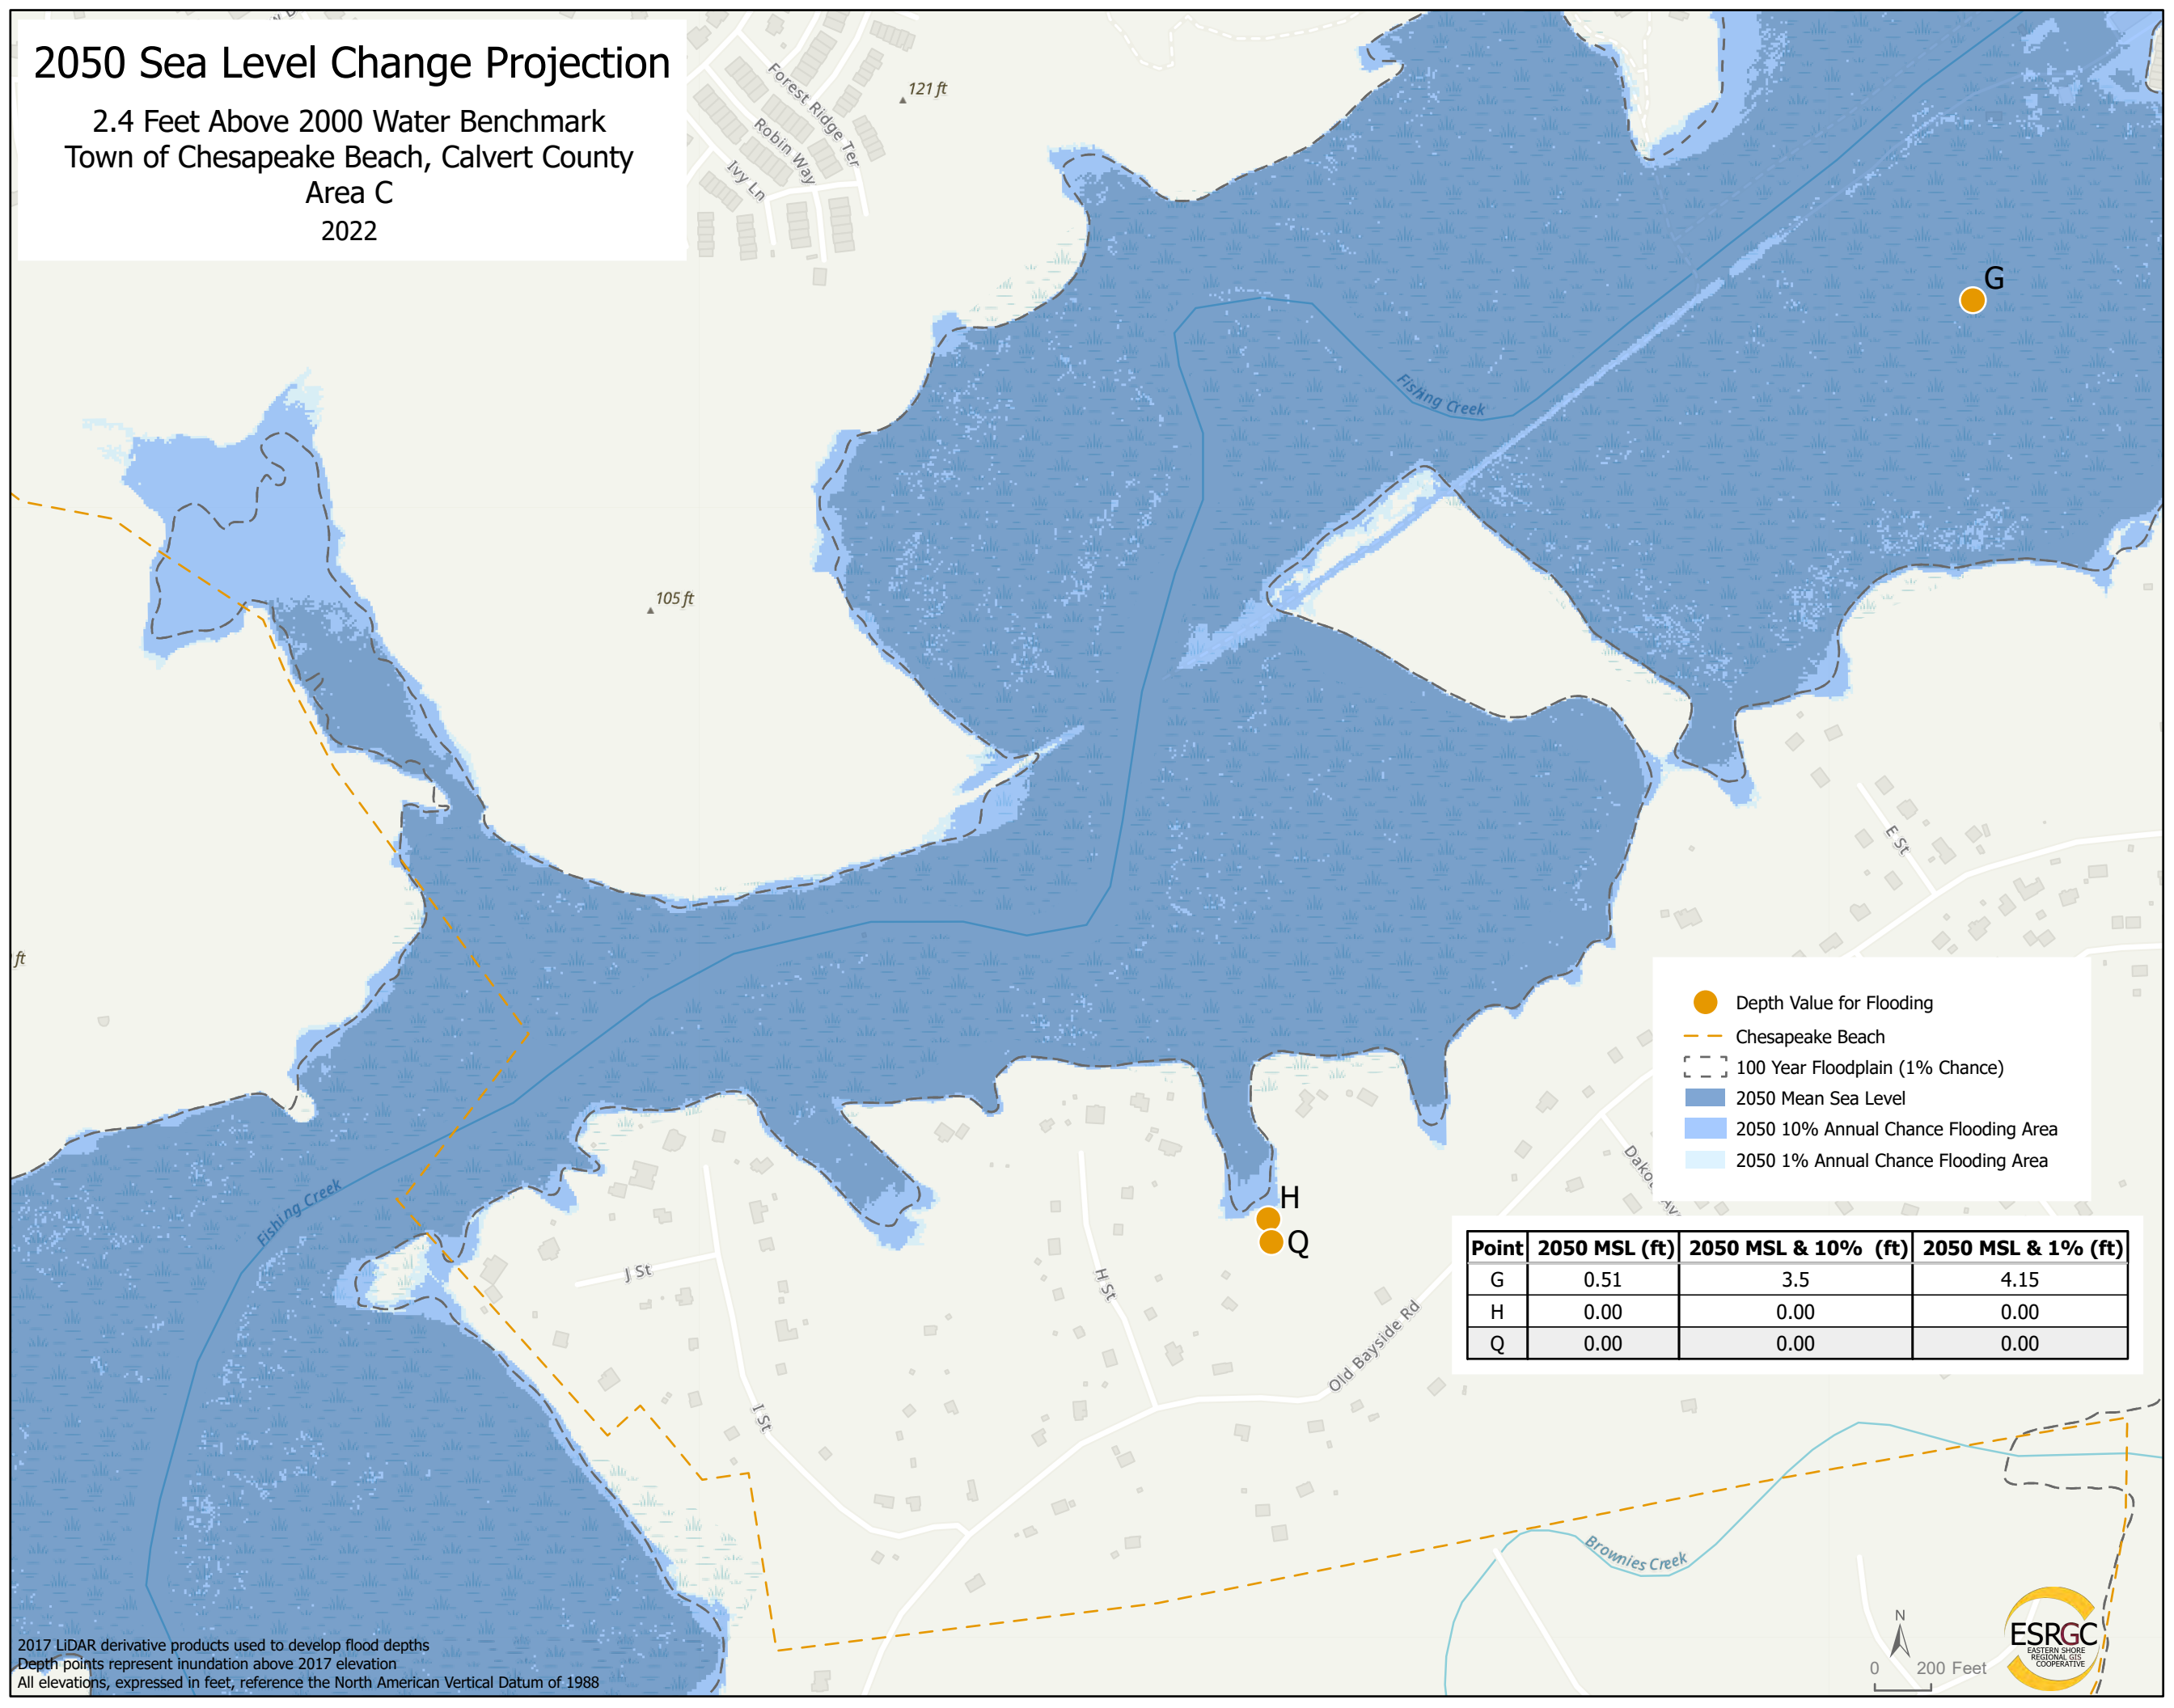 2050 Sea Level Change Projection
2.4 Feet Above 2000 Water Benchmark
Town of Chesapeake Beach, Calvert County
Area C
2022
Forest Ridge Ter
Robin Way
Ivy Ln
121 ft
G
Fishing Creek
105 ft
E St
ft
Depth Value for Flooding
Chesapeake Beach
100 Year Floodplain (1% Chance)
2050 Mean Sea Level
2050 10% Annual Chance Flooding Area
2050 1% Annual Chance Flooding Area
Fishing Creek
H
Q
J St
H St
I St
Old Bayside Rd
Point 2050 MSL (ft) 2050 MSL & 10% (ft) 2050 MSL & 1% (ft)
G 0.51 3.5 4.15
H 0.00 0.00 0.00
Q 0.00 0.00 0.00
Brownies Creek
2017 LiDAR derivative products used to develop flood depths
Depth points represent inundation above 2017 elevation
All elevations, expressed in feet, reference the North American Vertical Datum of 1988
N
0 200 Feet
ESRGC
EASTERN SHORE
REGIONAL GIS
COOPERATIVE